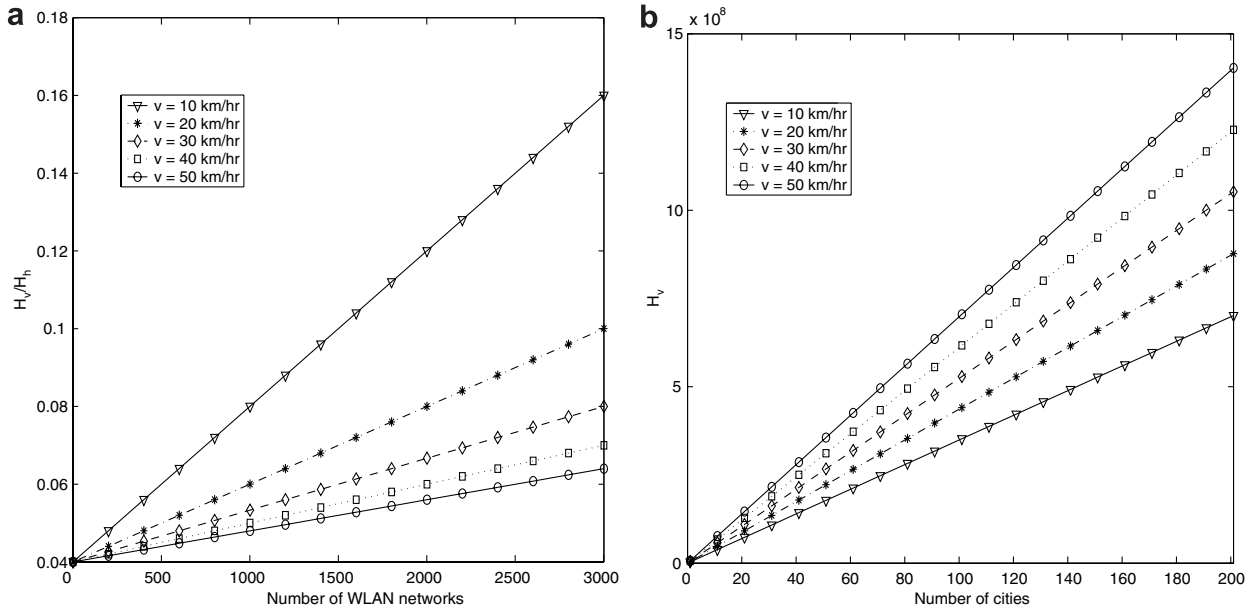 a
0.18
0.16
0.14
0.12
0.1
0.08
0.06
0.04
H_v/H_h
v = 10 km/hr
v = 20 km/hr
v = 30 km/hr
v = 40 km/hr
v = 50 km/hr
0 500 1000 1500 2000 2500 3000
Number of WLAN networks
b
x 10^8
15
10
5
0
H_v
v = 10 km/hr
v = 20 km/hr
v = 30 km/hr
v = 40 km/hr
v = 50 km/hr
0 20 40 60 80 100 120 140 160 180 200
Number of cities